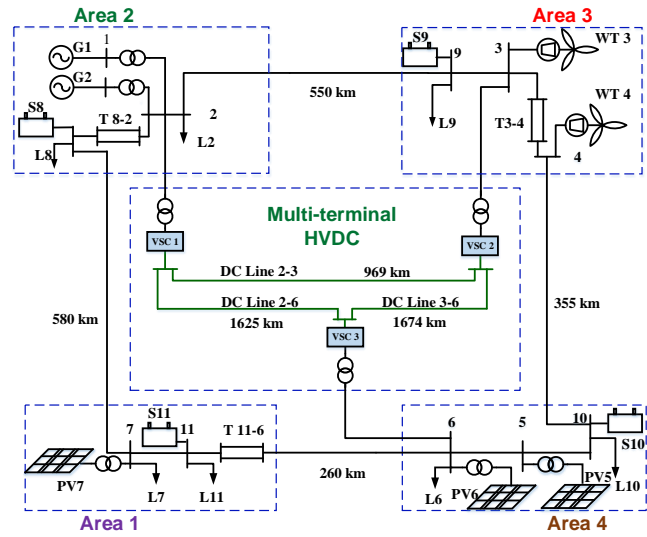 Area 2
Area 3
G1
1
G2
S8
T 8-2
2
L2
L8
550 km
S9
9
3
WT 3
WT 4
L9
T3-4
4
Multi-terminal
HVDC
VSC 1
VSC 2
DC Line 2-3
969 km
DC Line 2-6
DC Line 3-6
1625 km
1674 km
VSC 3
580 km
355 km
S11
7
11
T 11-6
PV7
L7
L11
260 km
6
5
10
S10
L6
PV6
PV5
L10
Area 1
Area 4